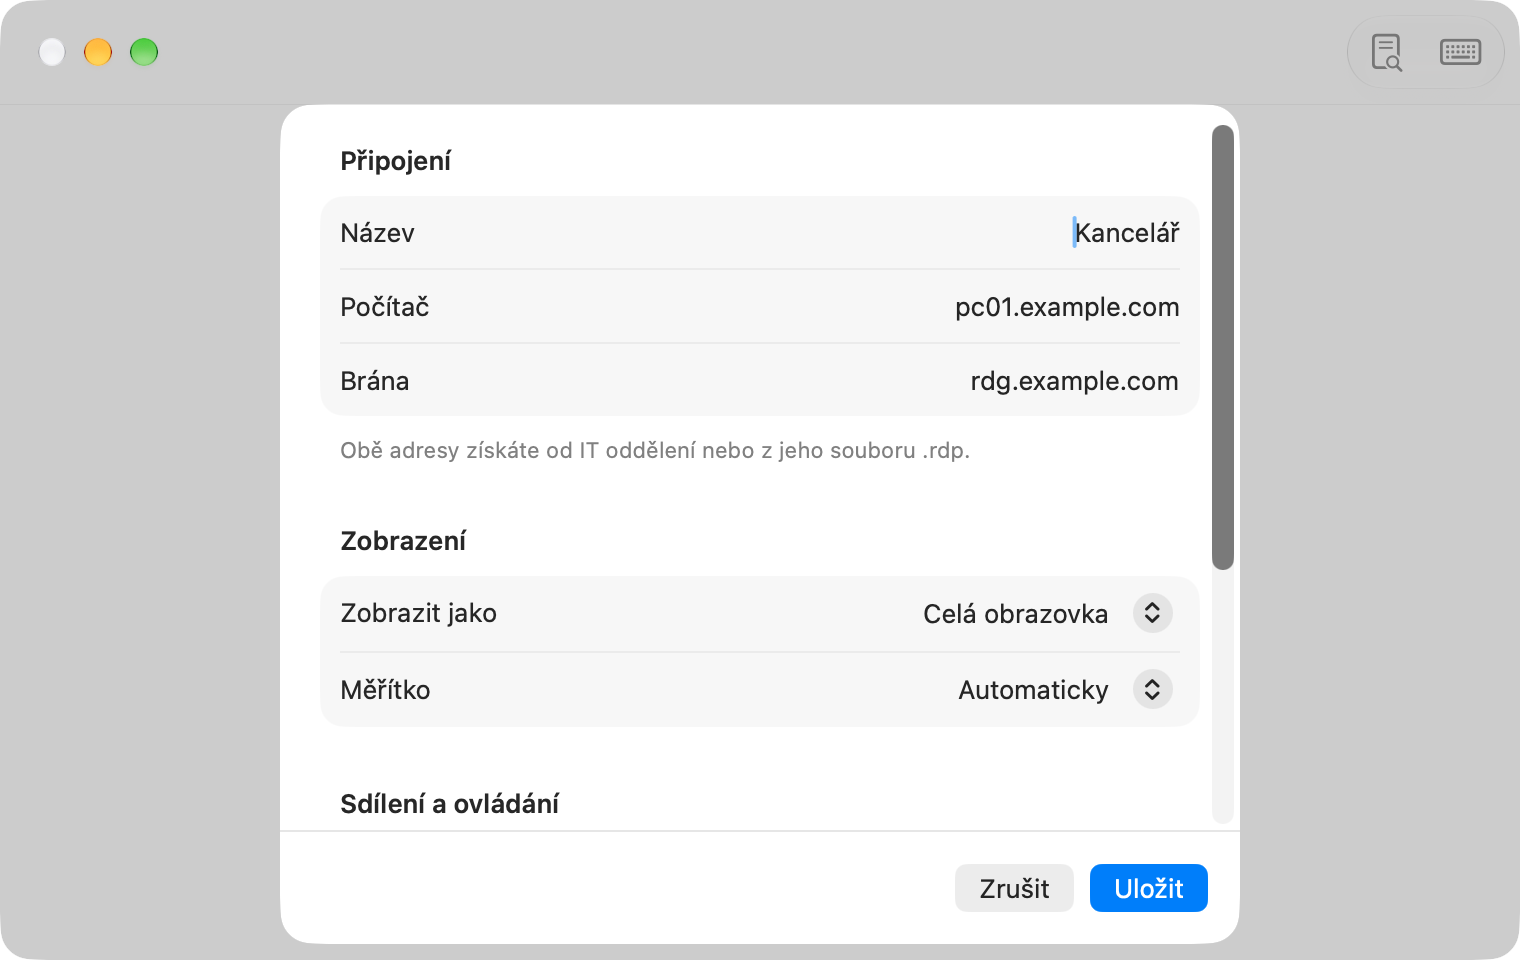 Připojení
Název Kancelář
Počítač pc01.example.com
Brána rdg.example.com
Obě adresy získáte od IT oddělení nebo z jeho souboru .rdp.
Zobrazení
Zobrazit jako Celá obrazovka
Měřítko Automaticky
Sdílení a ovládání
Zrušit Uložit